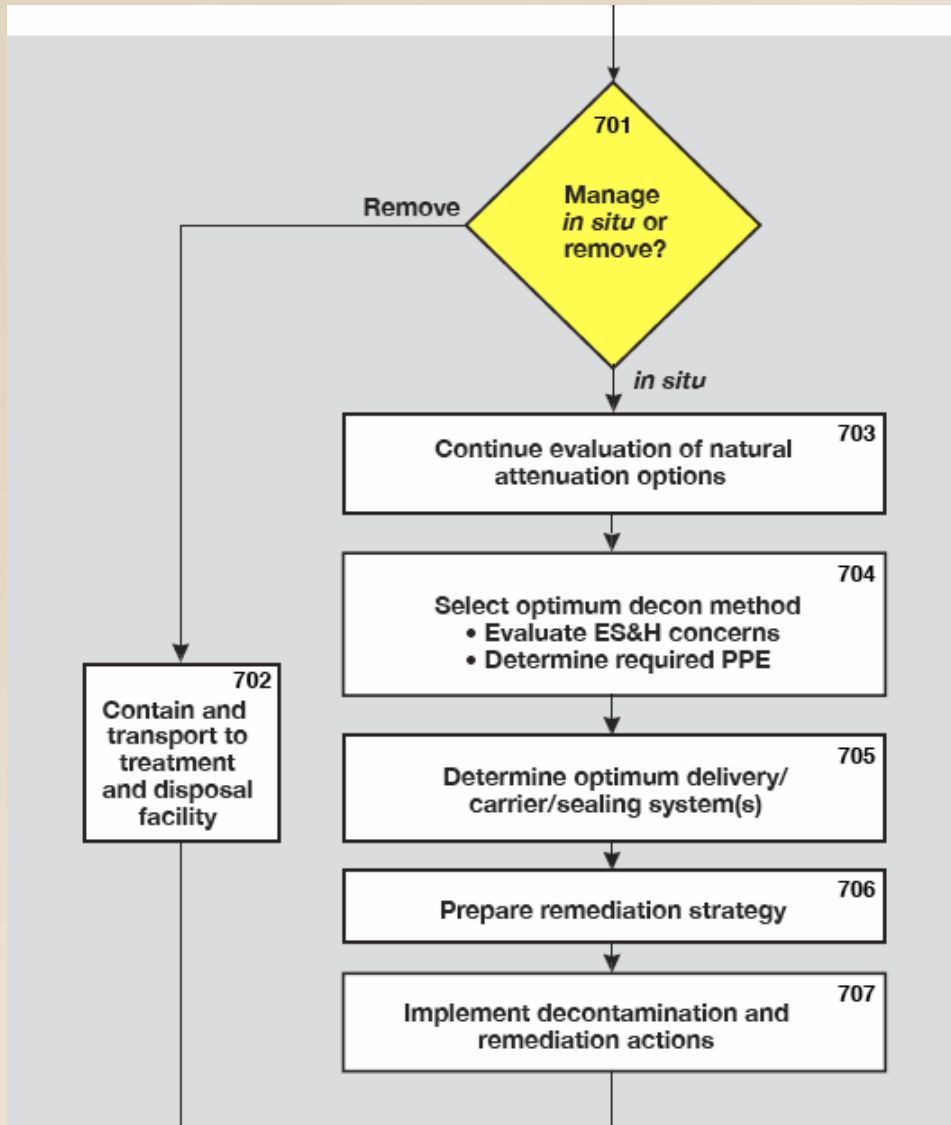 701
Manage
in situ or
remove?
Remove
in situ
703
Continue evaluation of natural
attenuation options
704
Select optimum decon method
• Evaluate ES&H concerns
• Determine required PPE
702
Contain and
transport to
treatment
and disposal
facility
705
Determine optimum delivery/
carrier/sealing system(s)
706
Prepare remediation strategy
707
Implement decontamination and
remediation actions